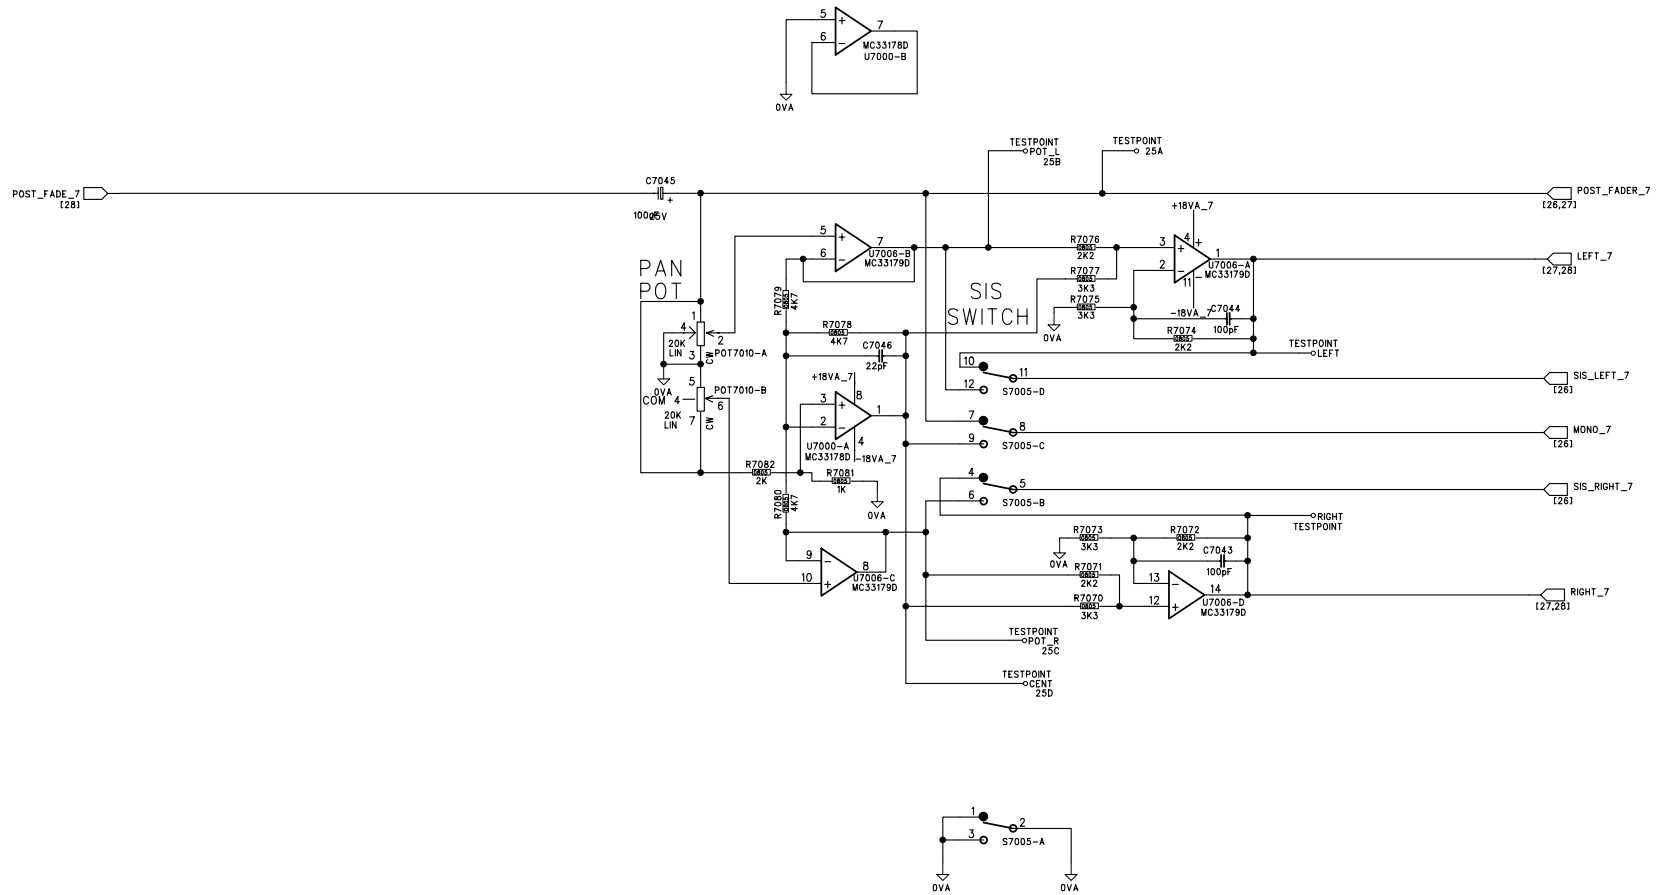 5
6
7
MC33178D
U7000-B
0VA
TESTPOINT
POT_L
25B
TESTPOINT
25A
POST_FADE_7
[28]
C7045
+
25V
POST_FADER_7
[26,27]
+18VA_7
5
6
7
U7006-B
MC33179D
R7076
2K2
3
2
4
1
11
U7006-A
MC33179D
LEFT_7
[27,28]
PAN
POT
R7079
4K7
R7077
3K3
R7075
3K3
0VA
SIS
SWITCH
-18VA_7
C7044
100pF
R7074
2K2
TESTPOINT
LEFT
1
4
2
20K
LIN
3
CW
POT7010-A
0VA
R7078
4K7
C7046
22pF
5
COM 4
6
20K
LIN
7
CW
POT7010-B
+18VA_7
8
3
2
1
4
U7000-A
MC33178D
-18VA_7
10
12
11
S7005-D
SIS_LEFT_7
[26]
7
9
8
S7005-C
MONO_7
[26]
R7082
2K
R7081
1K
0VA
4
6
5
S7005-B
SIS_RIGHT_7
[26]
R7080
4K7
RIGHT
TESTPOINT
9
10
8
U7006-C
MC33179D
R7073
3K3
0VA
R7072
2K2
C7043
100pF
R7071
2K2
R7070
3K3
13
12
14
U7006-D
MC33179D
RIGHT_7
[27,28]
TESTPOINT
POT_R
25C
TESTPOINT
CENT
25D
1
3
2
S7005-A
0VA
0VA